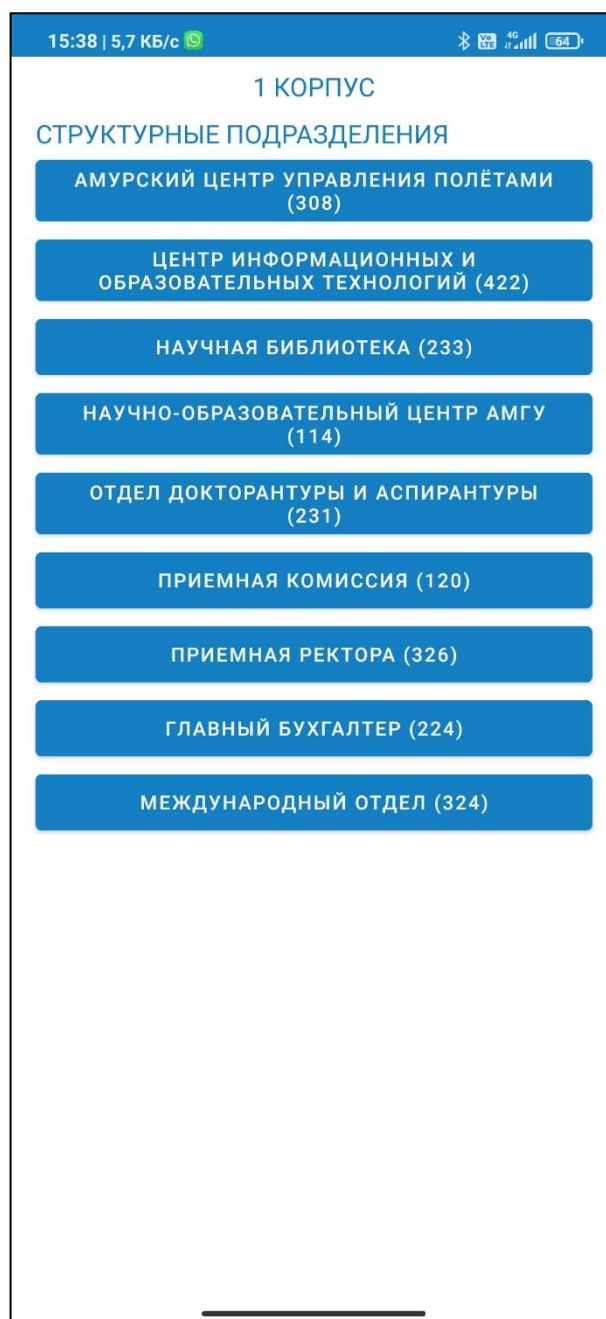 15:38 | 5,7 КБ/с
Vo LTE 4G 64
1 КОРПУС
СТРУКТУРНЫЕ ПОДРАЗДЕЛЕНИЯ
АМУРСКИЙ ЦЕНТР УПРАВЛЕНИЯ ПОЛЁТАМИ
(308)
ЦЕНТР ИНФОРМАЦИОННЫХ И
ОБРАЗОВАТЕЛЬНЫХ ТЕХНОЛОГИЙ (422)
НАУЧНАЯ БИБЛИОТЕКА (233)
НАУЧНО-ОБРАЗОВАТЕЛЬНЫЙ ЦЕНТР АМГУ
(114)
ОТДЕЛ ДОКТОРАНТУРЫ И АСПИРАНТУРЫ
(231)
ПРИЕМНАЯ КОМИССИЯ (120)
ПРИЕМНАЯ РЕКТОРА (326)
ГЛАВНЫЙ БУХГАЛТЕР (224)
МЕЖДУНАРОДНЫЙ ОТДЕЛ (324)